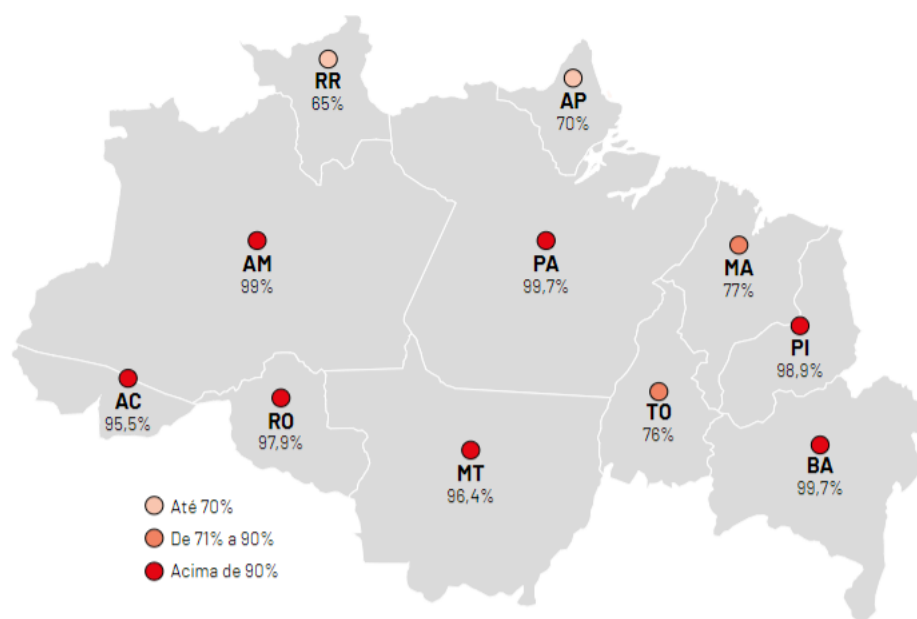 RR
65%
AP
70%
AM
99%
PA
99,7%
MA
77%
PI
98,9%
AC
95,5%
RO
97,9%
MT
96,4%
TO
76%
BA
99,7%
Até 70%
De 71% a 90%
Acima de 90%